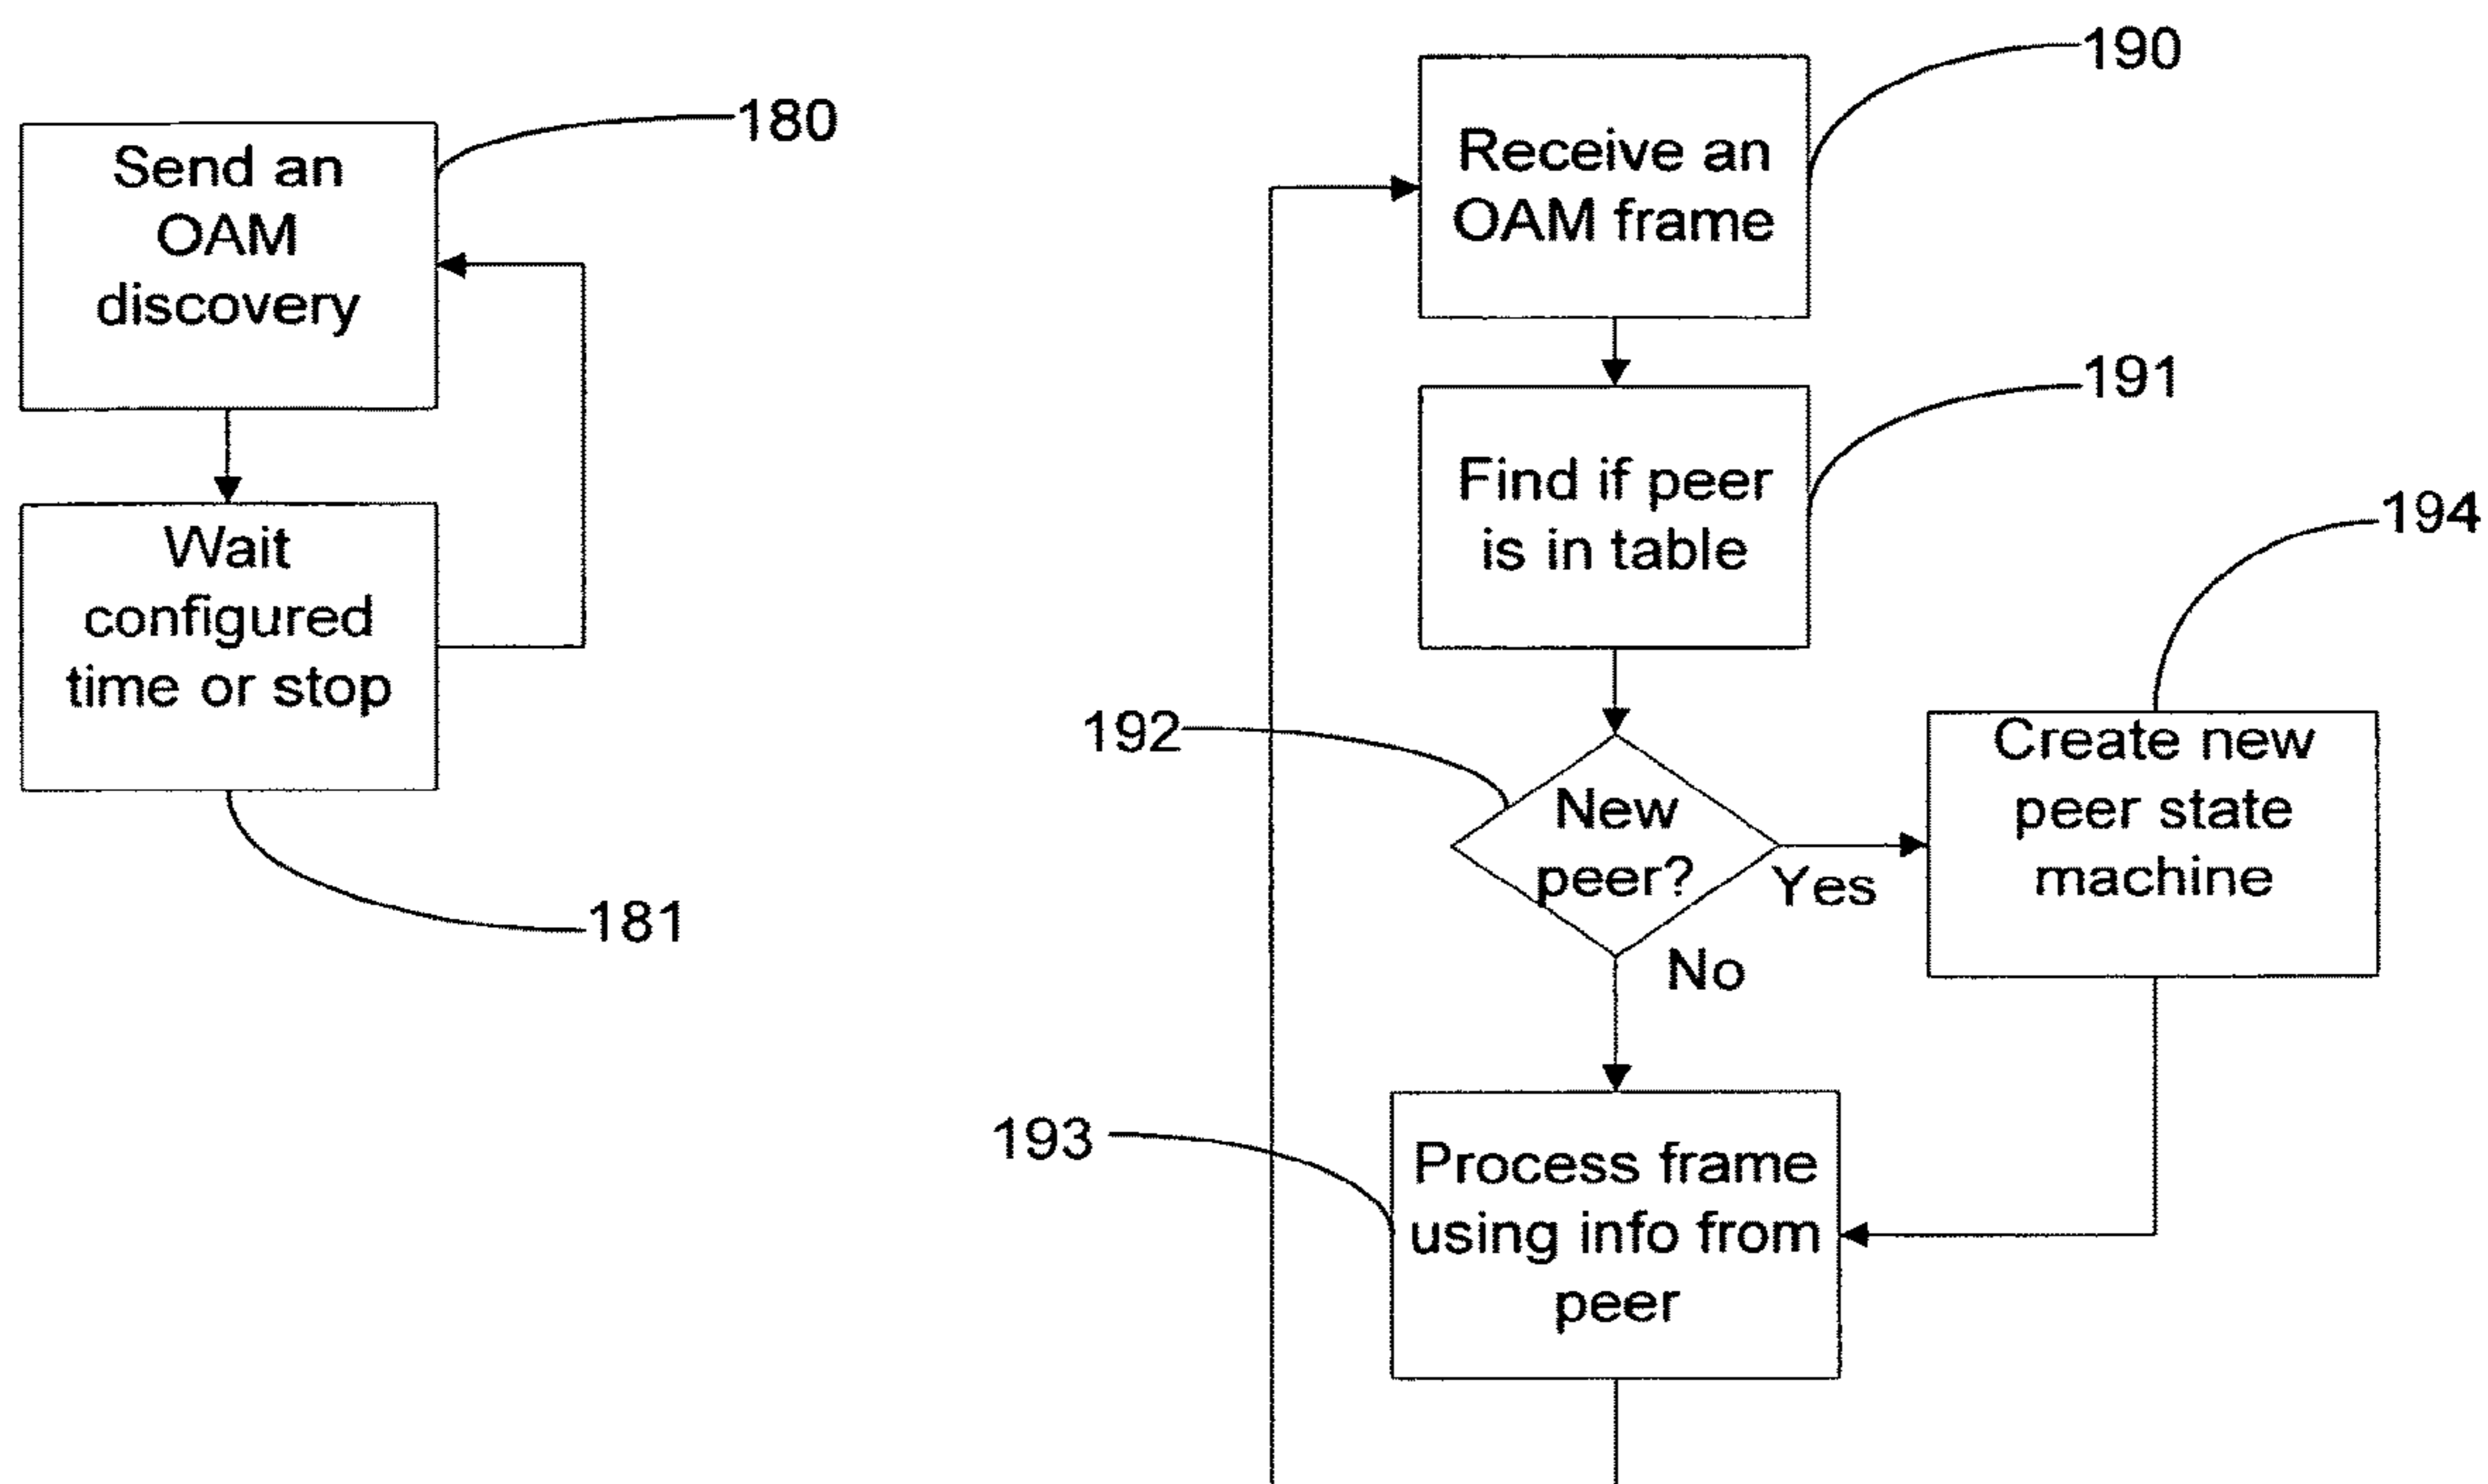 180
Send an
OAM
discovery
Wait
configured
time or stop
181
190
Receive an
OAM frame
191
Find if peer
is in table
192
New
peer?
Yes
No
194
Create new
peer state
machine
193
Process frame
using info from
peer